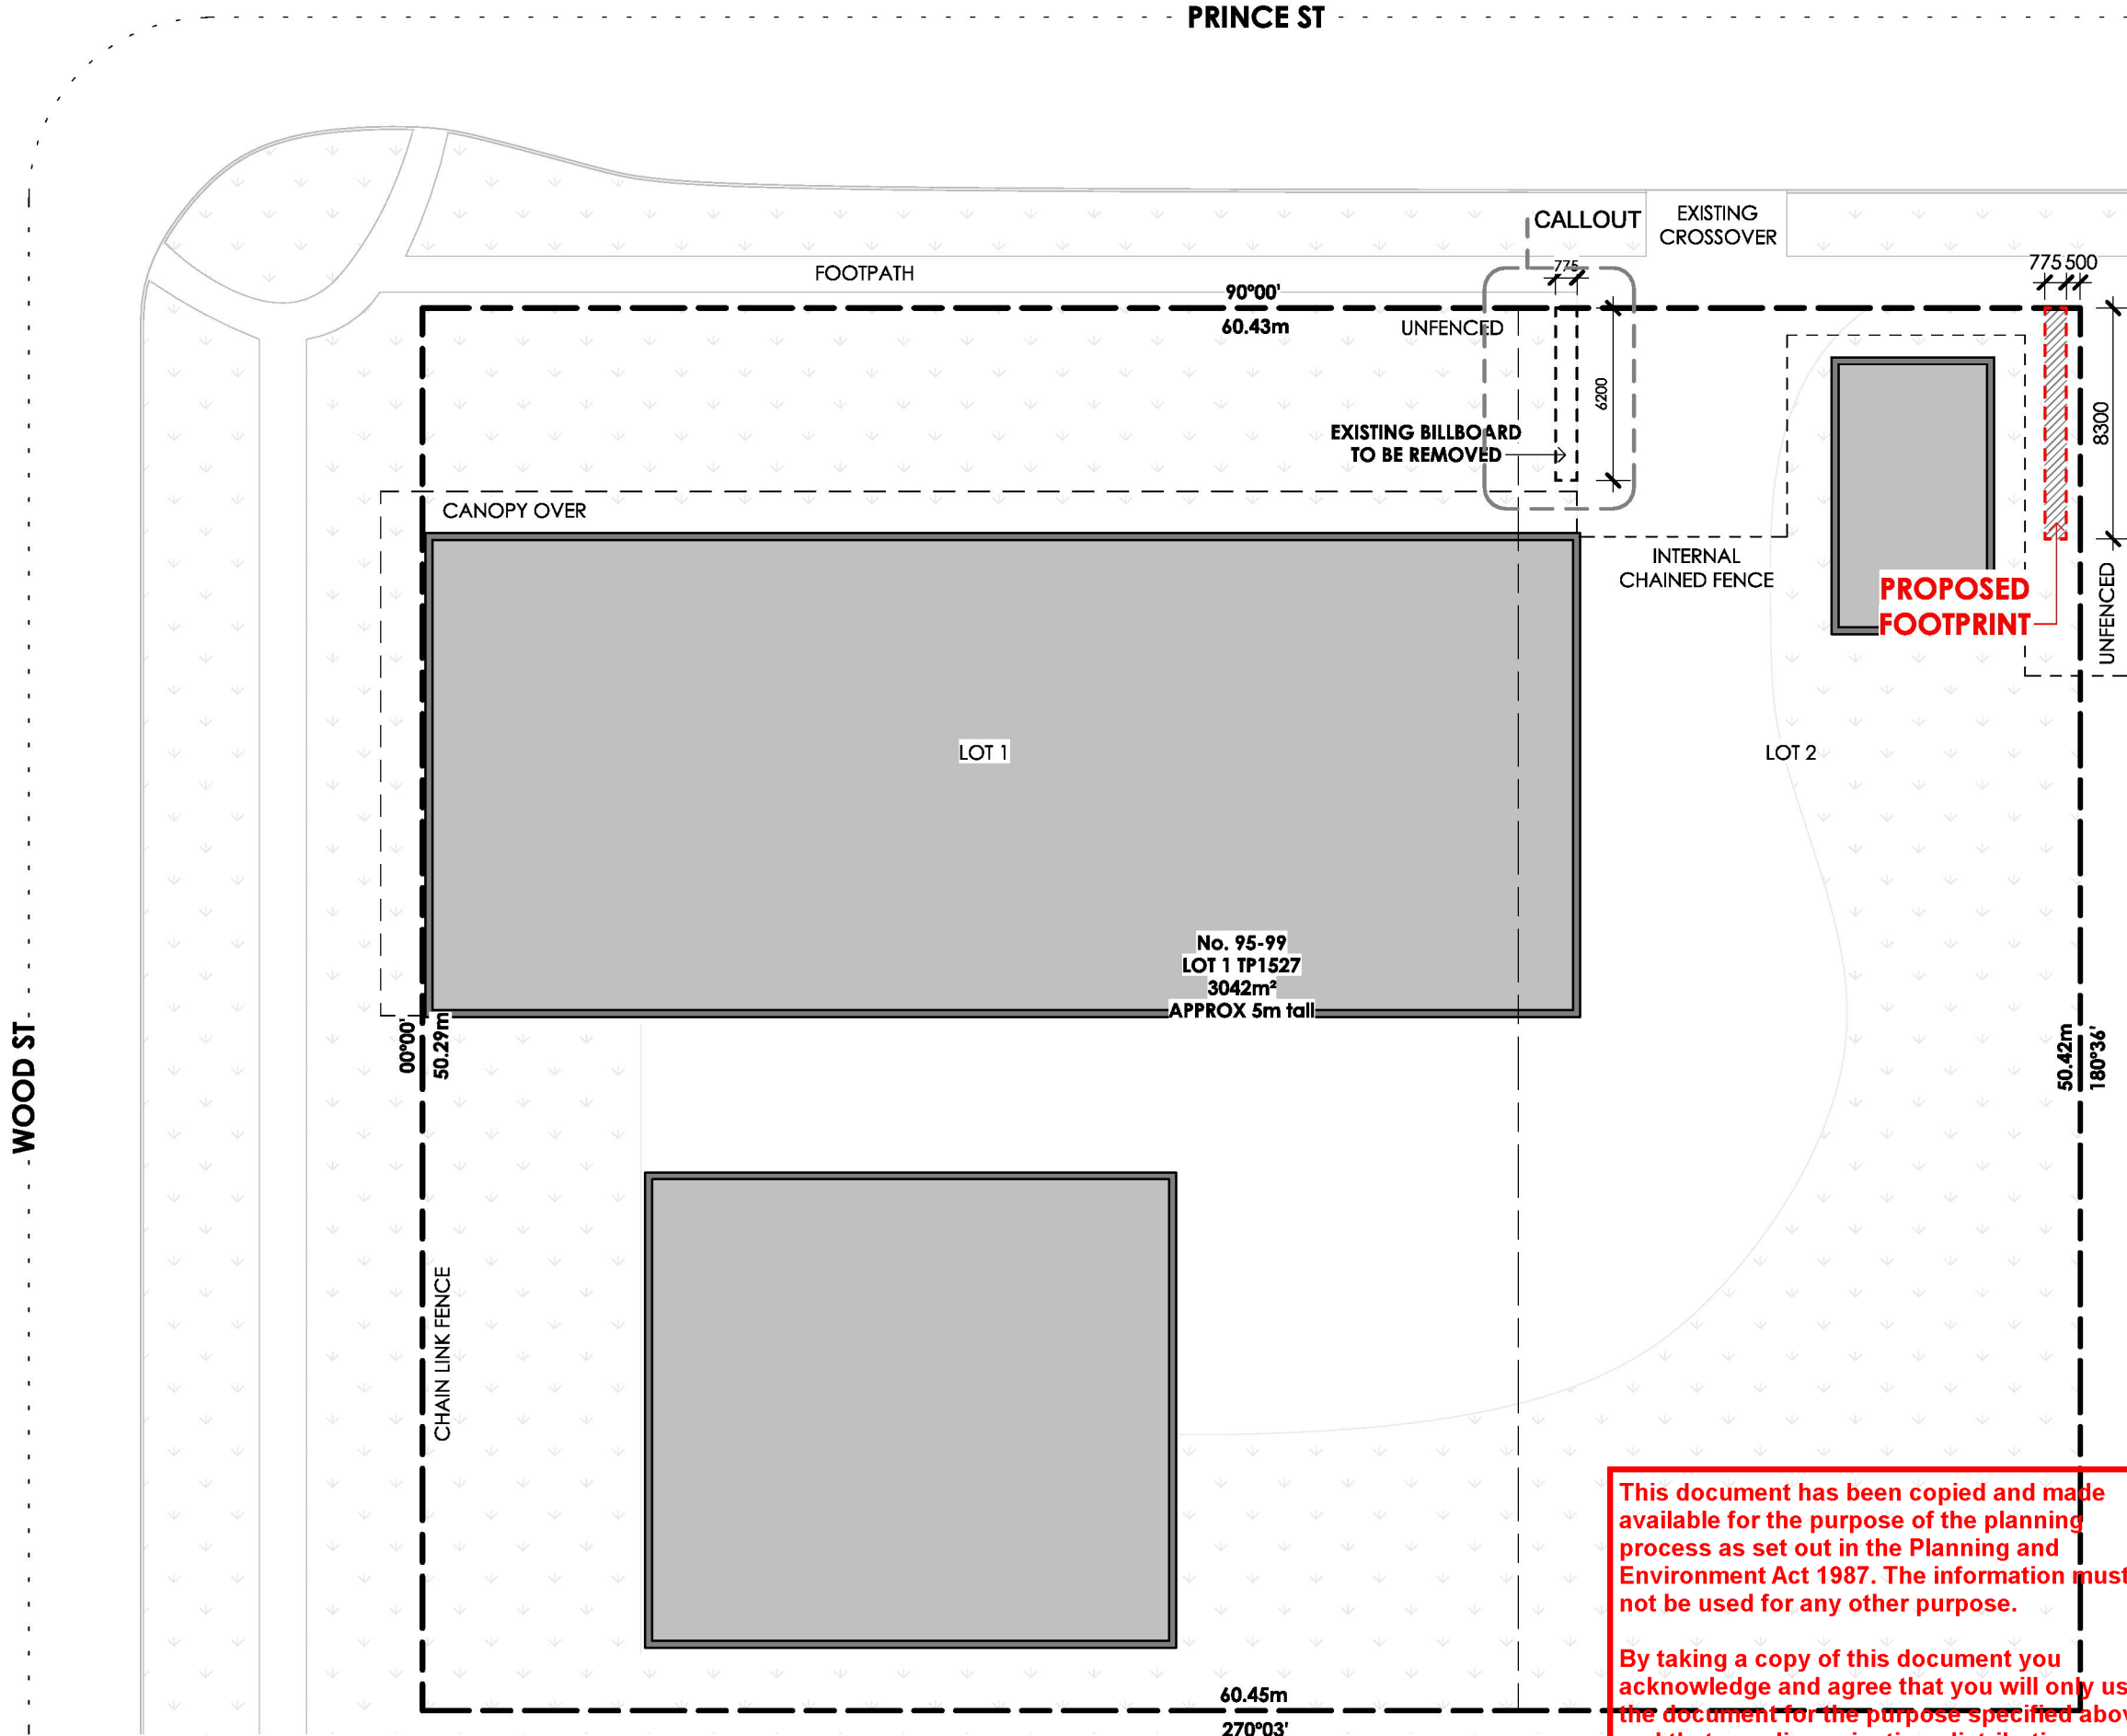 PRINCE ST
CALLOUT
EXISTING
CROSSOVER
FOOTPATH
775
775 500
90°00'
60.43m
UNFENCED
6200
8300
EXISTING BILLBOARD
TO BE REMOVED
CANOPY OVER
INTERNAL
CHAINED FENCE
PROPOSED
FOOTPRINT
UNFENCED
LOT 1
LOT 2
No. 95-99
LOT 1 TP1527
3042m²
APPROX 5m tall
WOOD ST
00°00'
50.29m
50.42m
180°36'
CHAIN LINK FENCE
This document has been copied and made
available for the purpose of the planning
process as set out in the Planning and
Environment Act 1987. The information must
not be used for any other purpose.
By taking a copy of this document you
acknowledge and agree that you will only us
the document for the purpose specified abov
60.45m
270°03'